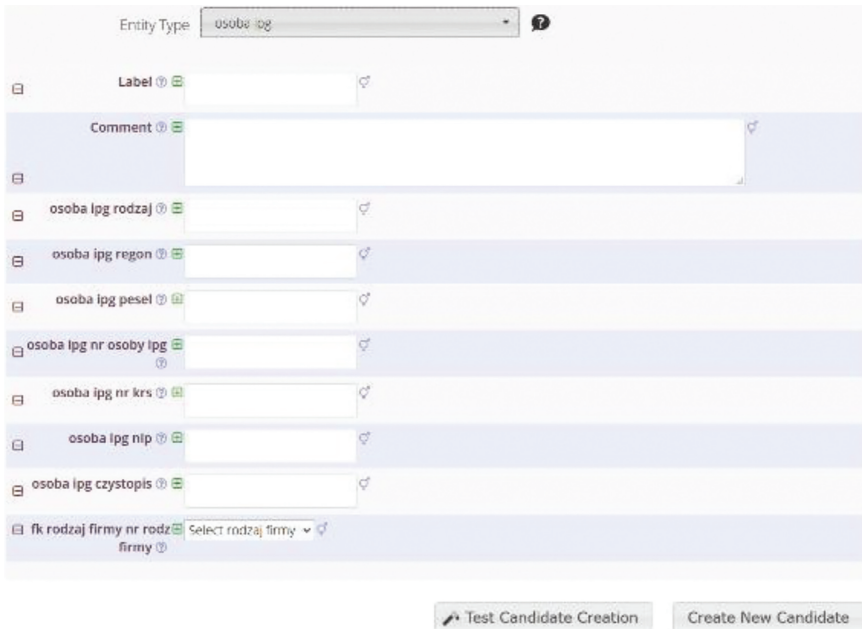 Entity Type osoba ipg
Label
Comment
osoba ipg rodzaj
osoba ipg regon
osoba ipg pesel
osoba ipg nr osoby ipg
osoba ipg nr krs
osoba ipg nip
osoba ipg czystopis
fk rodzaj firmy nr rodz Select rodzaj firmy
firmy
Test Candidate Creation Create New Candidate